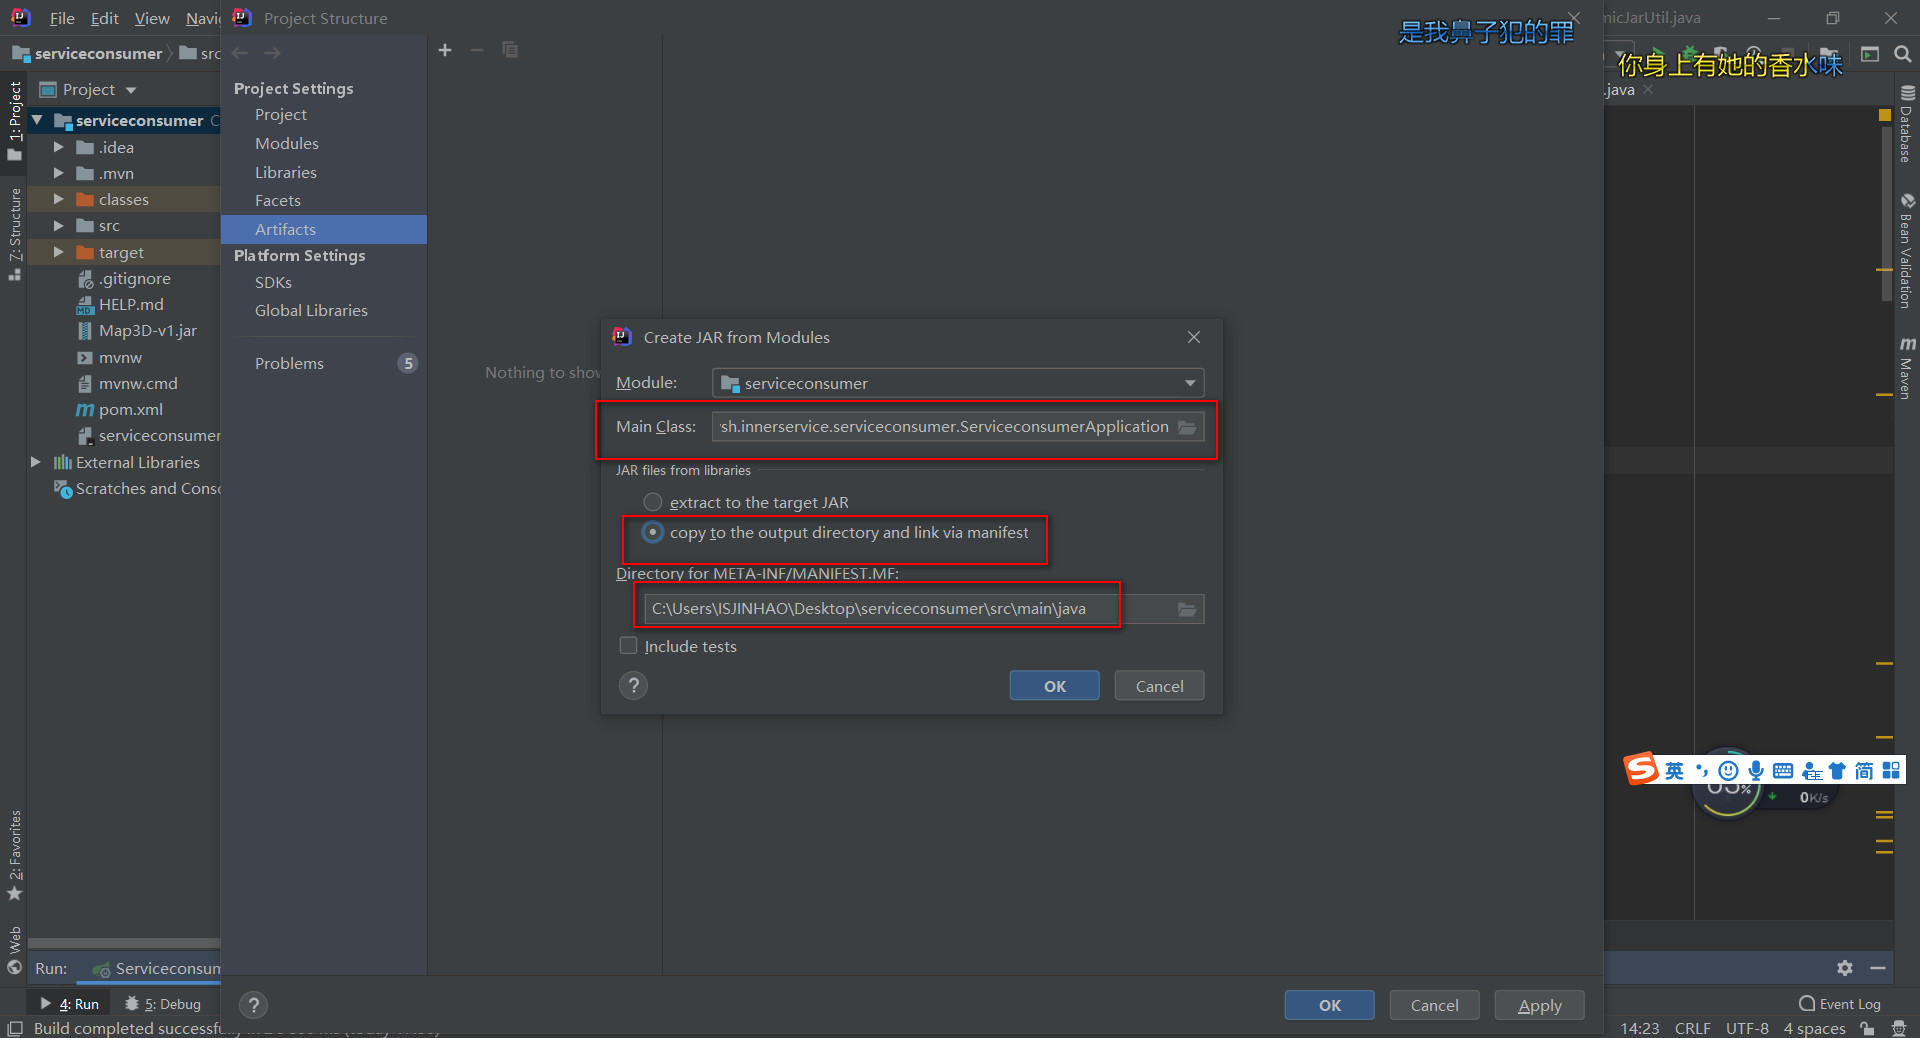 File Edit View Navi
Project Structure
micJarUtil.java
是我鼻子犯的罪
你身上有她的香水味
serviceconsumer src
.java
Project
serviceconsumer
.idea
.mvn
classes
src
target
.gitignore
HELP.md
Map3D-v1.jar
mvnw
mvnw.cmd
pom.xml
serviceconsumer
External Libraries
Scratches and Conso
1: Project
7: Structure
2: Favorites
Web
Project Settings
Project
Modules
Libraries
Facets
Artifacts
Platform Settings
SDKs
Global Libraries
Problems 5
Nothing to show
Create JAR from Modules
Module: serviceconsumer
Main Class: sh.innerservice.serviceconsumer.ServiceconsumerApplication
JAR files from libraries
extract to the target JAR
copy to the output directory and link via manifest
Directory for META-INF/MANIFEST.MF:
C:\Users\ISJINHAO\Desktop\serviceconsumer\src\main\java
Include tests
? OK Cancel
Database
Bean Validation
Maven
英 简
0K/s
Run: Serviceconsum
4: Run 5: Debug
? OK Cancel Apply
Event Log
Build completed successfu
14:23 CRLF UTF-8 4 spaces